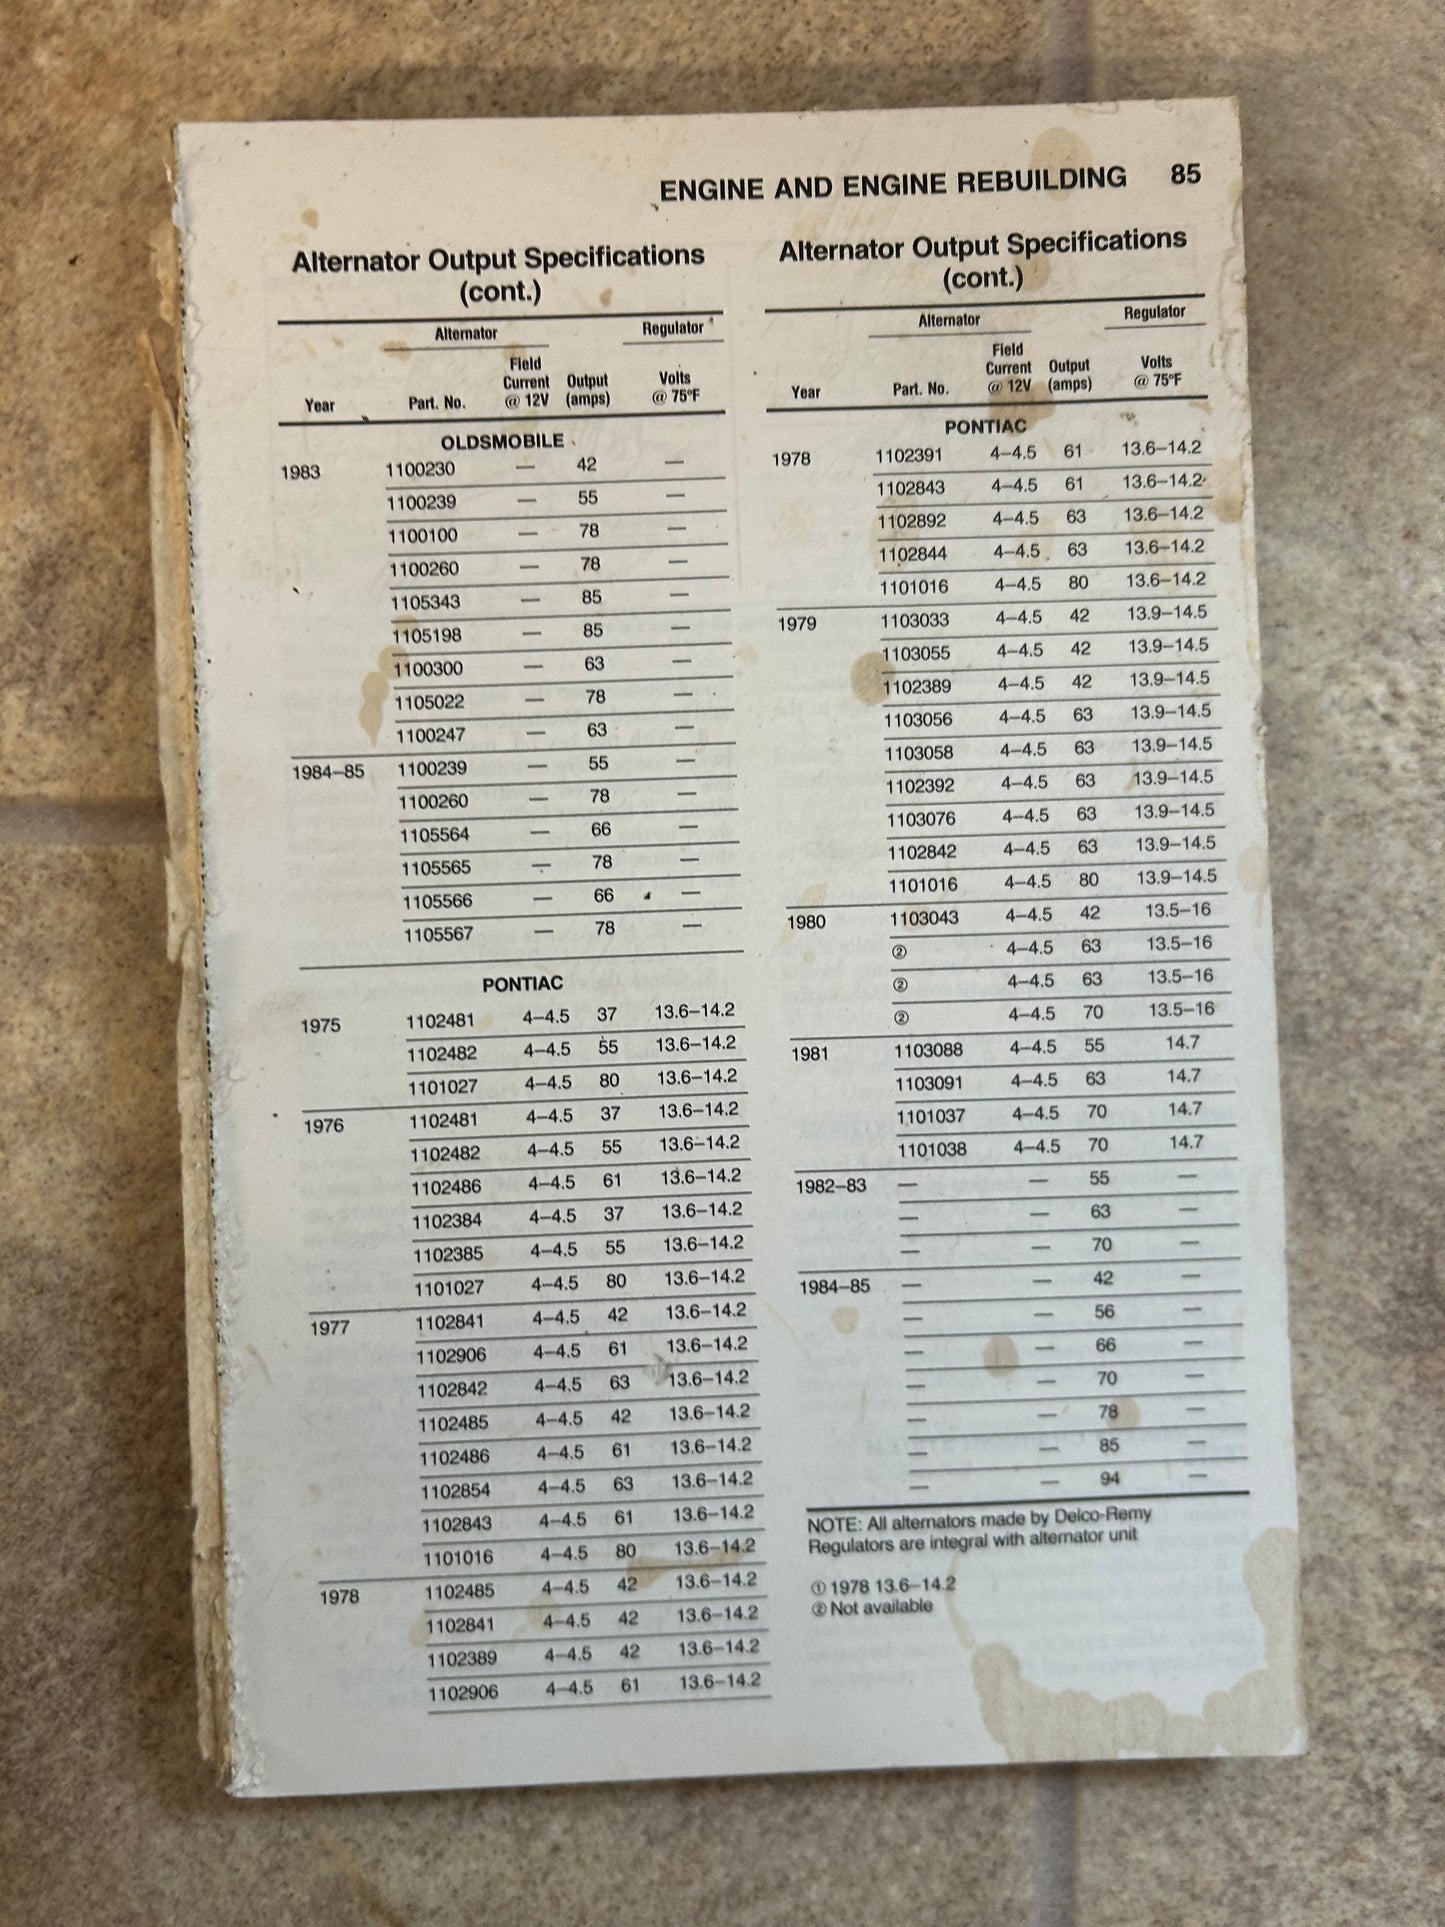 ENGINE AND ENGINE REBUILDING 85
Alternator Output Specifications
(cont.)
Alternator Regulator
Field
Current Output Volts
Year Part. No. @ 12V (amps) @ 75°F
OLDSMOBILE
1983 1100230 — 42 —
1100239 — 55 —
1100100 — 78 —
1100260 — 78 —
1105343 — 85 —
1105198 — 85 —
1100300 — 63 —
1105022 — 78 —
1100247 — 63 —
1984–85 1100239 — 55 —
1100260 — 78 —
1105564 — 66 —
1105565 — 78 —
1105566 — 66 —
1105567 — 78 —
PONTIAC
1975 1102481 4–4.5 37 13.6–14.2
1102482 4–4.5 55 13.6–14.2
1101027 4–4.5 80 13.6–14.2
1976 1102481 4–4.5 37 13.6–14.2
1102482 4–4.5 55 13.6–14.2
1102486 4–4.5 61 13.6–14.2
1102384 4–4.5 37 13.6–14.2
1102385 4–4.5 55 13.6–14.2
1101027 4–4.5 80 13.6–14.2
1977 1102841 4–4.5 42 13.6–14.2
1102906 4–4.5 61 13.6–14.2
1102842 4–4.5 63 13.6–14.2
1102485 4–4.5 42 13.6–14.2
1102486 4–4.5 61 13.6–14.2
1102854 4–4.5 63 13.6–14.2
1102843 4–4.5 61 13.6–14.2
1101016 4–4.5 80 13.6–14.2
1978 1102485 4–4.5 42 13.6–14.2
1102841 4–4.5 42 13.6–14.2
1102389 4–4.5 42 13.6–14.2
1102906 4–4.5 61 13.6–14.2
Alternator Output Specifications
(cont.)
Alternator Regulator
Field
Current Output Volts
Year Part. No. @ 12V (amps) @ 75°F
PONTIAC
1978 1102391 4–4.5 61 13.6–14.2
1102843 4–4.5 61 13.6–14.2
1102892 4–4.5 63 13.6–14.2
1102844 4–4.5 63 13.6–14.2
1101016 4–4.5 80 13.6–14.2
1979 1103033 4–4.5 42 13.9–14.5
1103055 4–4.5 42 13.9–14.5
1102389 4–4.5 42 13.9–14.5
1103056 4–4.5 63 13.9–14.5
1103058 4–4.5 63 13.9–14.5
1102392 4–4.5 63 13.9–14.5
1103076 4–4.5 63 13.9–14.5
1102842 4–4.5 63 13.9–14.5
1101016 4–4.5 80 13.9–14.5
1980 1103043 4–4.5 42 13.5–16
② 4–4.5 63 13.5–16
② 4–4.5 63 13.5–16
② 4–4.5 70 13.5–16
1981 1103088 4–4.5 55 14.7
1103091 4–4.5 63 14.7
1101037 4–4.5 70 14.7
1101038 4–4.5 70 14.7
1982–83 — — 55 —
— — 63 —
— — 70 —
1984–85 — — 42 —
— — 56 —
— — 66 —
— — 70 —
— — 78 —
— — 85 —
— — 94 —
NOTE: All alternators made by Delco-Remy
Regulators are integral with alternator unit
① 1978 13.6–14.2
② Not available